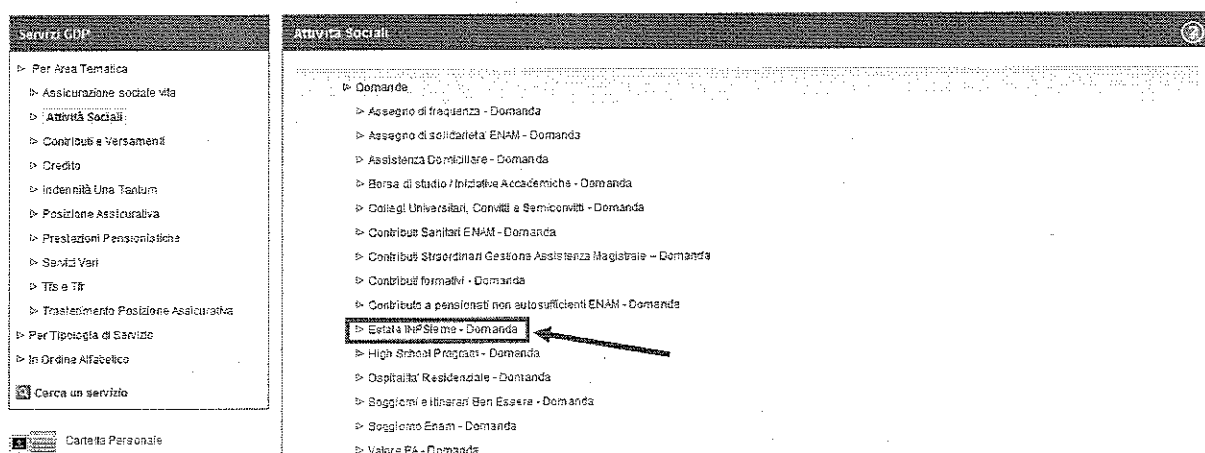 Servizi GDP
Per Area Tematica
Assicurazione sociale vita
Attività Sociali
Contributi e Versamenti
Credito
Indennità Una Tantum
Posizione Assicurativa
Prestazioni Pensionistiche
Servizi Vari
Tfs e Tfr
Trasferimento Posizione Assicurativa
Per Tipologia di Servizio
In Ordine Alfabetico
Cerca un servizio
Cartella Personale
Attività Sociali
Domande
Assegno di frequenza - Domanda
Assegno di solidarieta' ENAM - Domanda
Assistenza Domiciliare - Domanda
Borsa di studio / Iniziative Accademiche - Domanda
Collegi Universitari, Convitti e Semiconvitti - Domanda
Contributi Sanitari ENAM - Domanda
Contributi Straordinari Gestione Assistenza Magistrale – Domanda
Contributi formativi - Domanda
Contributo a pensionati non autosufficienti ENAM - Domanda
Estate INPSieme - Domanda
High School Program - Domanda
Ospitalita' Residenziale - Domanda
Soggiorni e Itinerari Ben Essere - Domanda
Soggiorno Enam - Domanda
Valore PA - Domanda